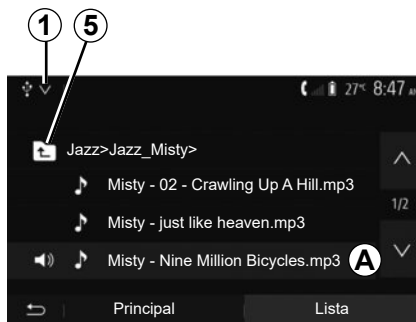 1 5
27°C 8:47 AM
Jazz>Jazz_Misty>
Misty - 02 - Crawling Up A Hill.mp3
1/2
Misty - just like heaven.mp3
Misty - Nine Million Bicycles.mp3 A
Principal Lista